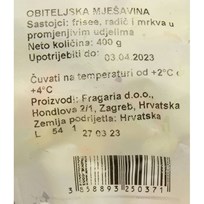 OBITELJSKA MJEŠAVINA
Sastojci: frisee, radič i mrkva u
promjenjivim udjelima
Neto količina: 400 g
Upotrijebiti do: 03.04.2023
Čuvati na temperaturi od +2°C
+4°C
Proizvodi: Fragaria d.o.o.,
Hondlova 2/1, Zagreb, Hrvatska
Zemlja podrijetla: Hrvatska
L 54 1 27 03 23
3 858893 250371